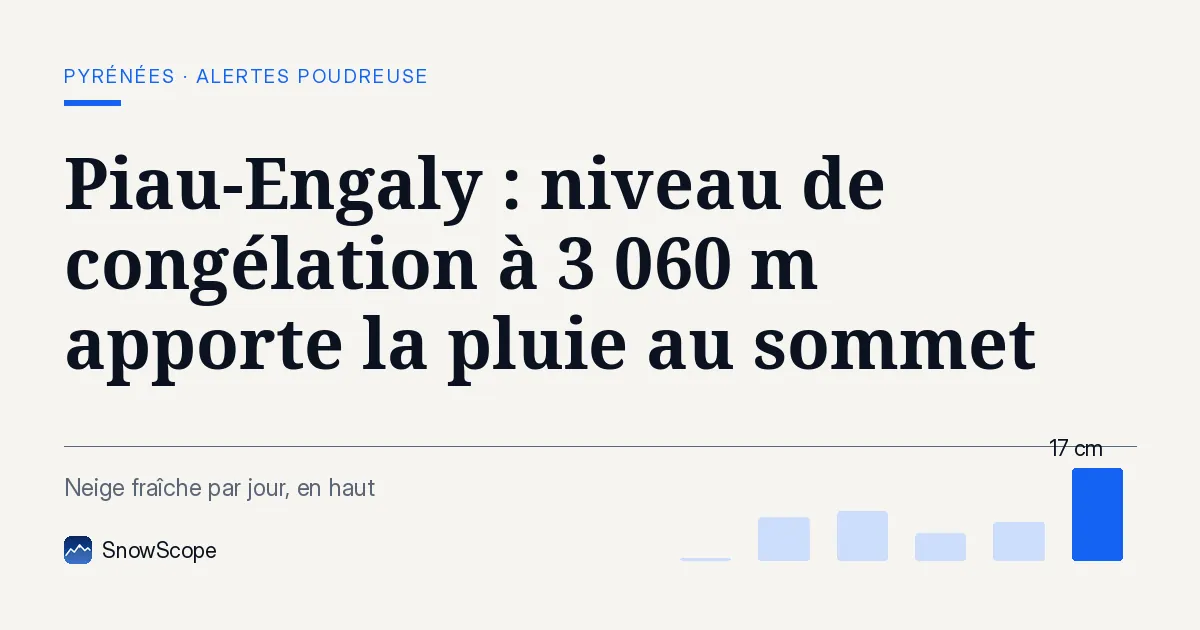 PYRÉNÉES · ALERTES POUDREUSE
Piau-Engaly : niveau de
congélation à 3 060 m
apporte la pluie au sommet
17 cm
Neige fraîche par jour, en haut
SnowScope